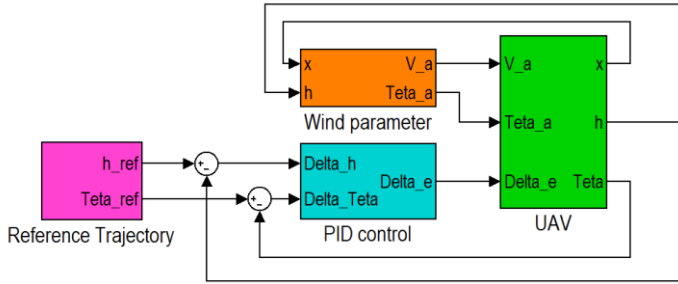 x
V_a
h
Teta_a
Wind parameter
V_a
x
Teta_a
h
Delta_e
Teta
UAV
h_ref
Teta_ref
Reference Trajectory
+
-
+
-
Delta_h
Delta_e
Delta_Teta
PID control